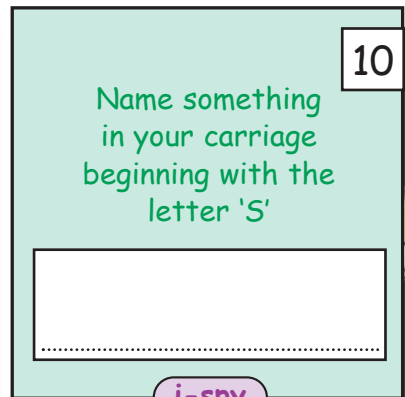 10
Name something
in your carriage
beginning with the
letter ‘S’
i-spy